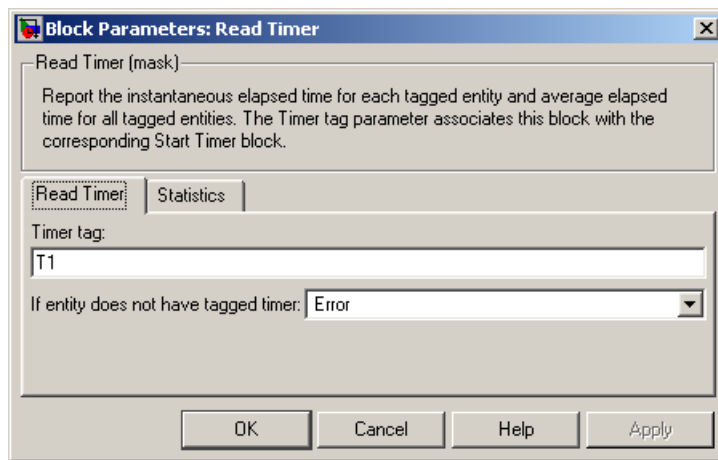 Block Parameters: Read Timer
Read Timer (mask)
Report the instantaneous elapsed time for each tagged entity and average elapsed
time for all tagged entities. The Timer tag parameter associates this block with the
corresponding Start Timer block.
Read Timer Statistics
Timer tag:
T1
If entity does not have tagged timer: Error
OK Cancel Help Apply